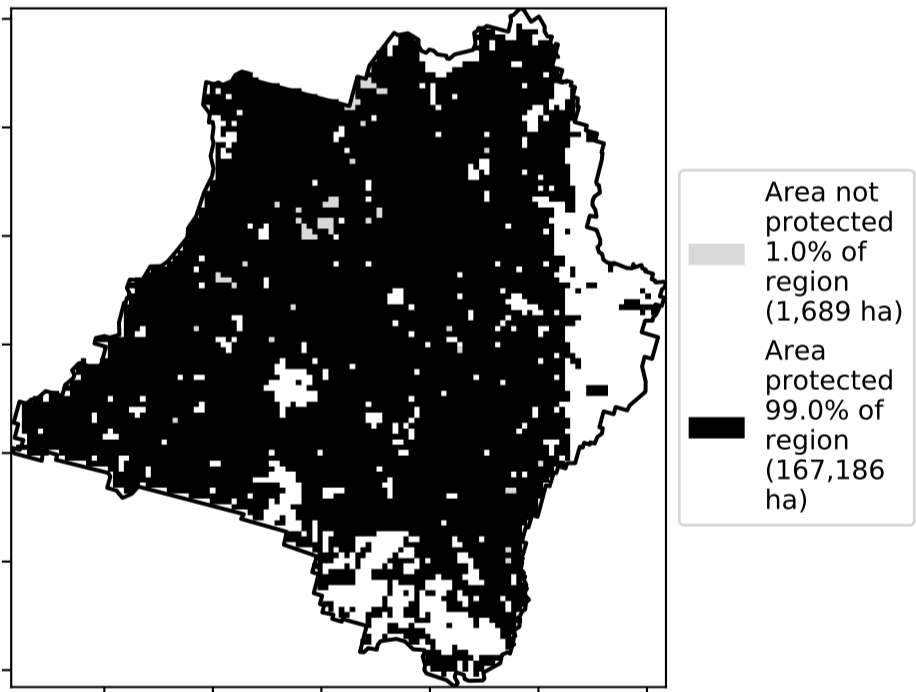 Area not
protected
1.0% of
region
(1,689 ha)
Area
protected
99.0% of
region
(167,186
ha)